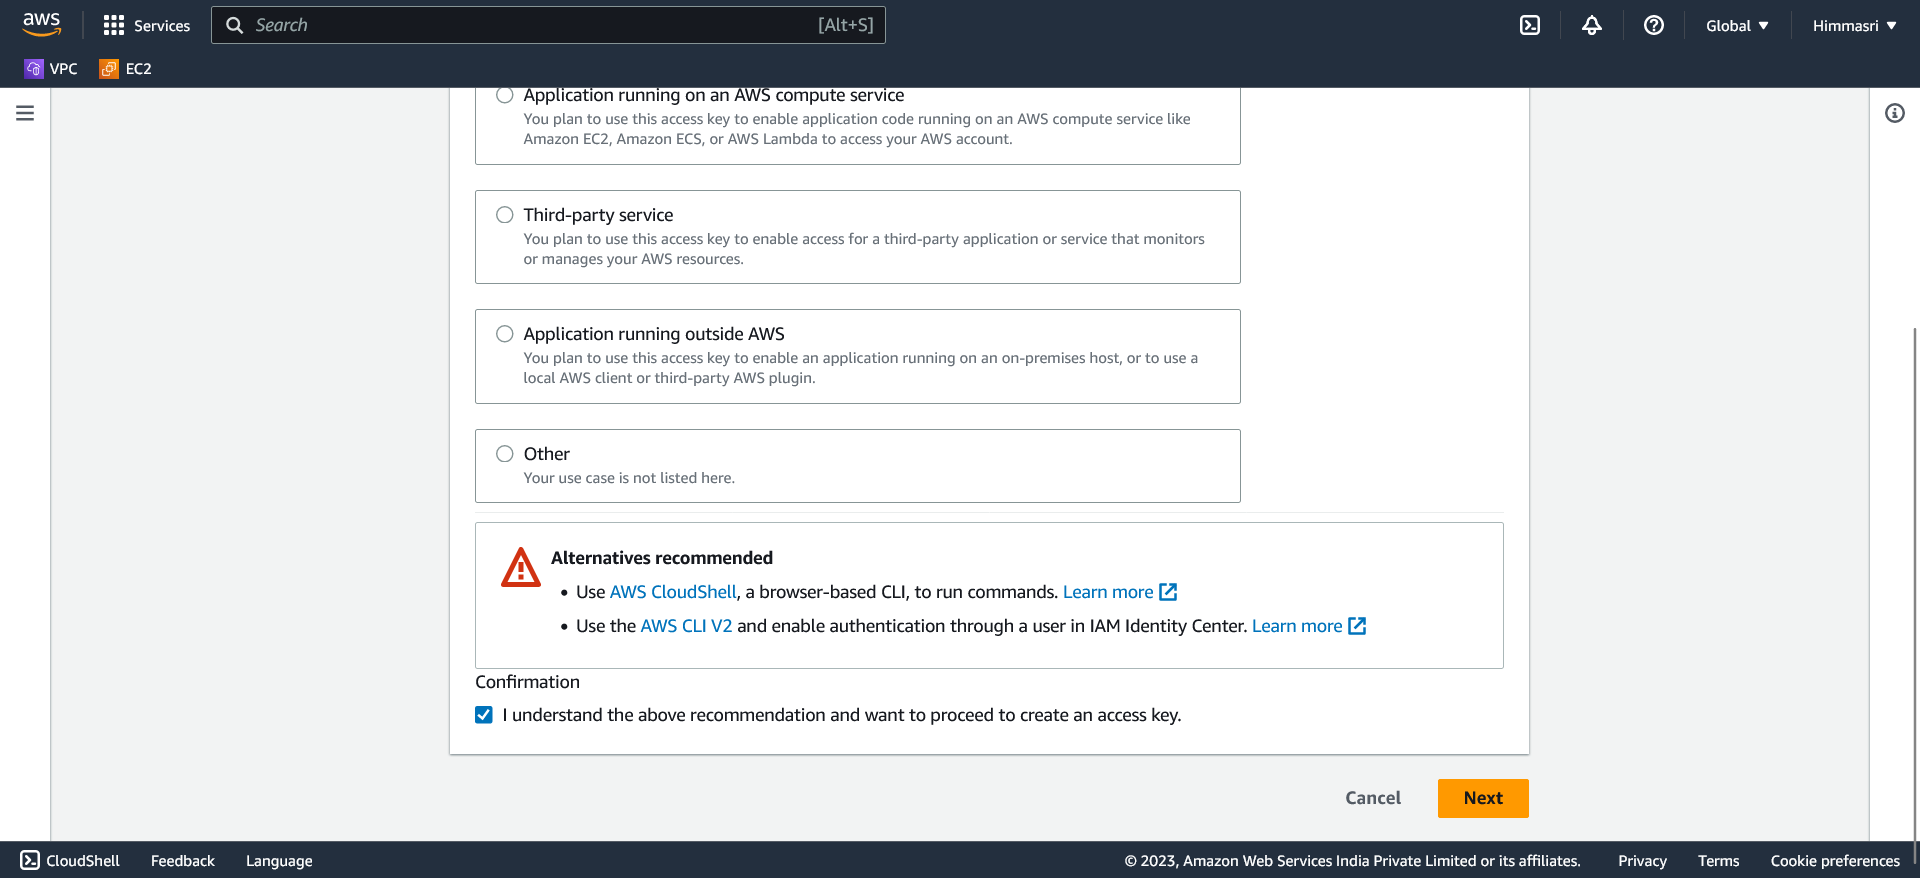 aws
Services
Search
[Alt+S]
Global
Himmasri
VPC
EC2
Application running on an AWS compute service
You plan to use this access key to enable application code running on an AWS compute service like
Amazon EC2, Amazon ECS, or AWS Lambda to access your AWS account.
Third-party service
You plan to use this access key to enable access for a third-party application or service that monitors
or manages your AWS resources.
Application running outside AWS
You plan to use this access key to enable an application running on an on-premises host, or to use a
local AWS client or third-party AWS plugin.
Other
Your use case is not listed here.
Alternatives recommended
• Use AWS CloudShell, a browser-based CLI, to run commands. Learn more
• Use the AWS CLI V2 and enable authentication through a user in IAM Identity Center. Learn more
Confirmation
I understand the above recommendation and want to proceed to create an access key.
Cancel
Next
CloudShell
Feedback
Language
© 2023, Amazon Web Services India Private Limited or its affiliates.
Privacy
Terms
Cookie preferences